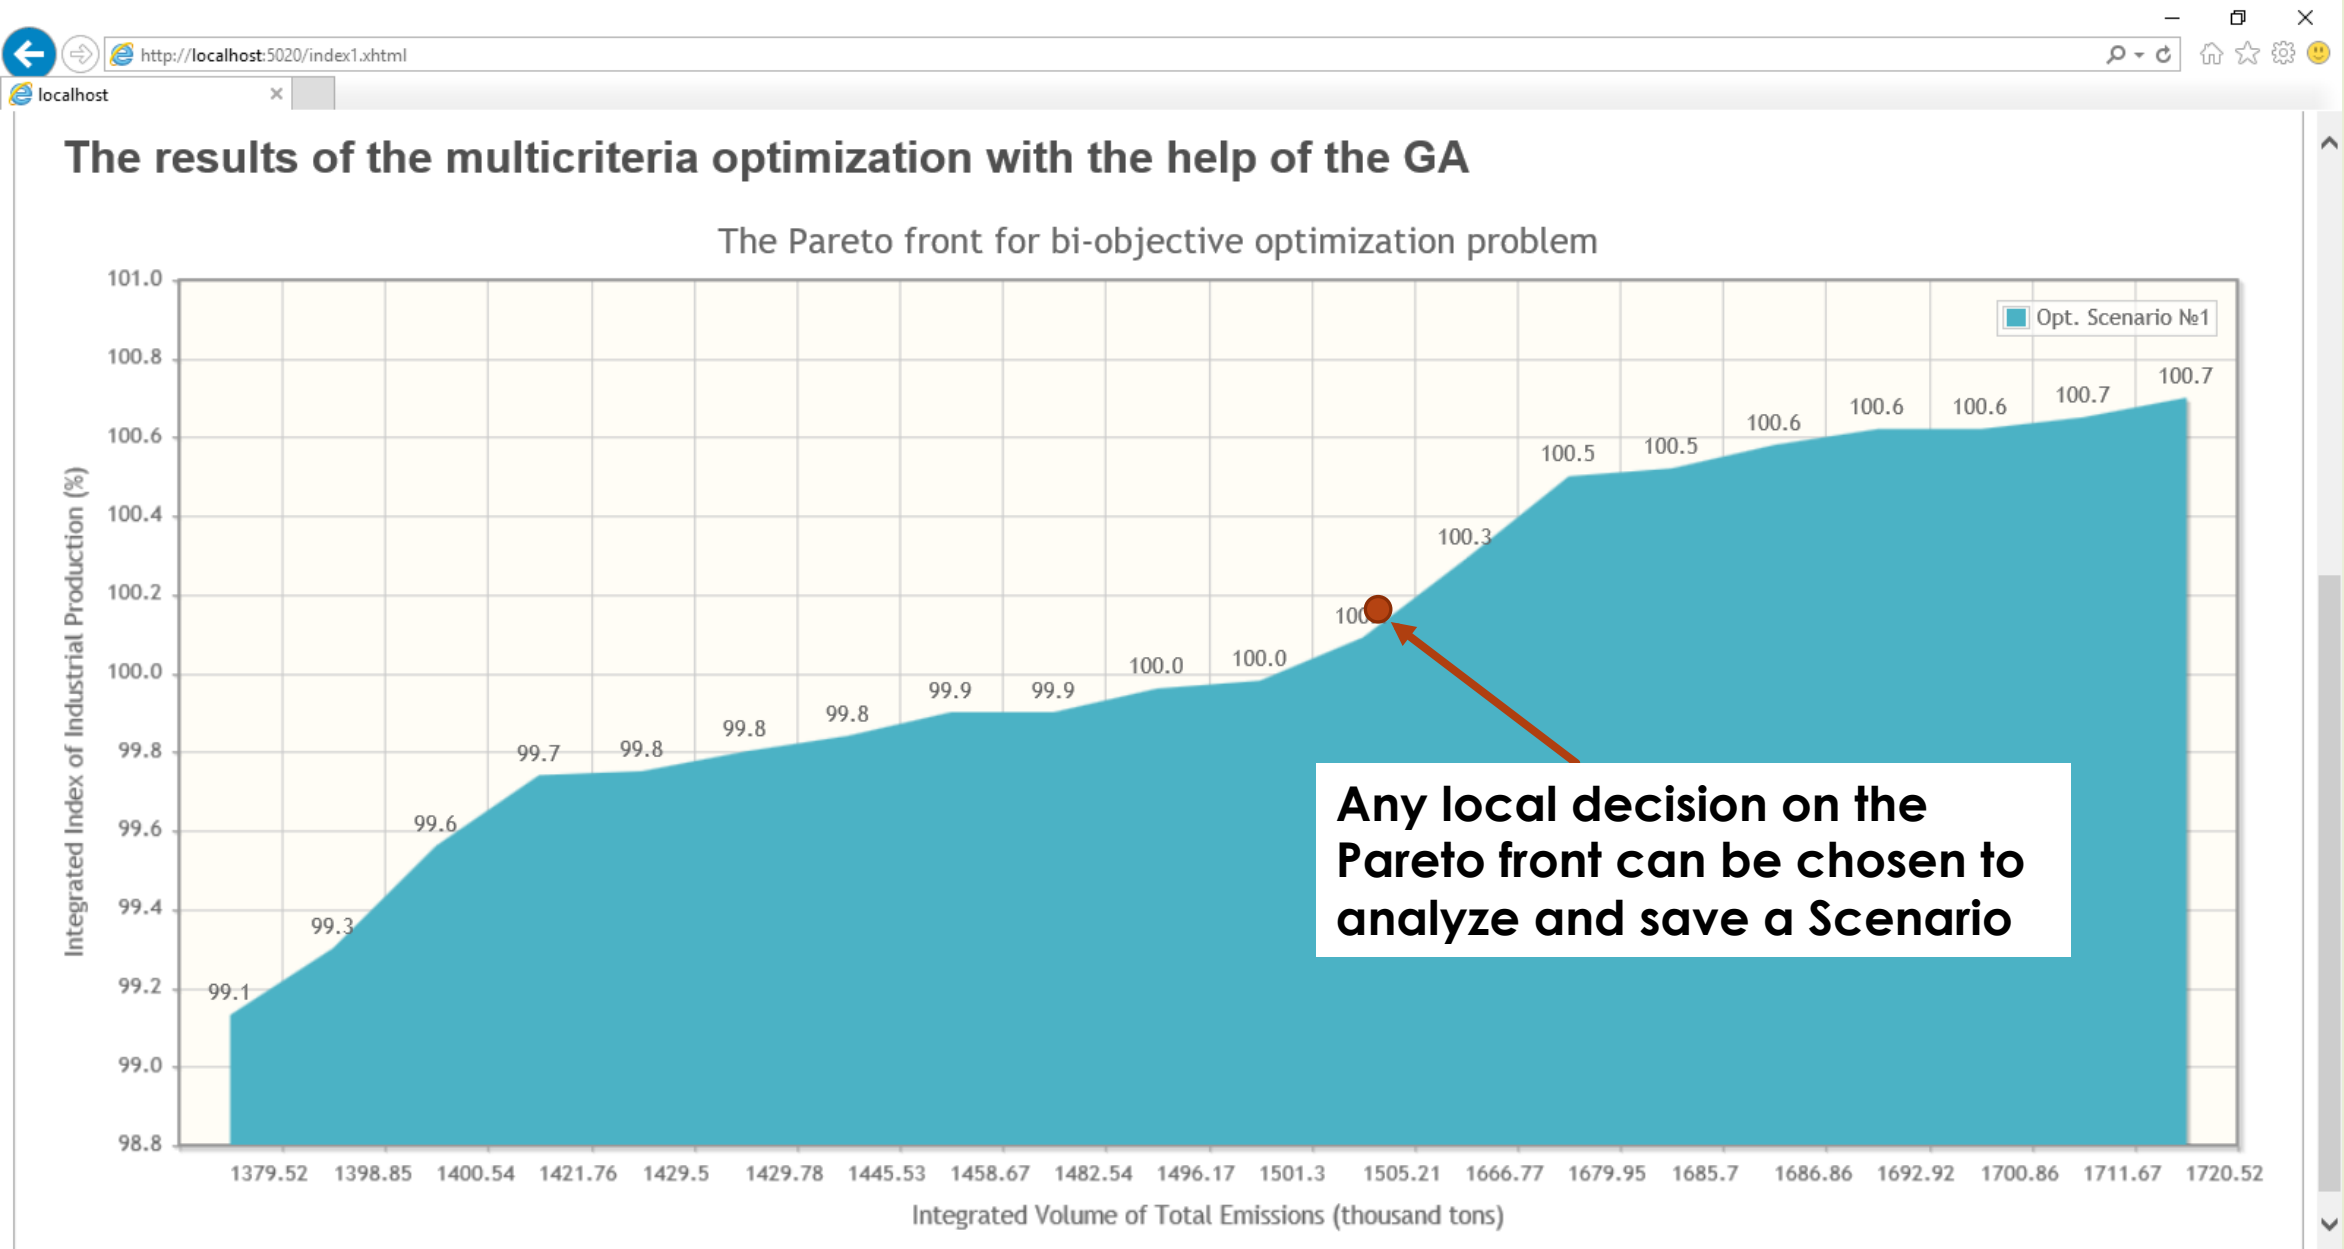 http://localhost:5020/index1.xhtml
localhost
The results of the multicriteria optimization with the help of the GA
The Pareto front for bi-objective optimization problem
Opt. Scenario №1
Integrated Index of Industrial Production (%)
101.0
100.8
100.6
100.4
100.2
100.0
99.8
99.6
99.4
99.2
99.0
98.8
99.1
99.3
99.6
99.7
99.8
99.8
99.8
99.9
99.9
100.0
100.0
100.3
100.5
100.5
100.6
100.6
100.6
100.7
100.7
Any local decision on the
Pareto front can be chosen to
analyze and save a Scenario
1379.52 1398.85 1400.54 1421.76 1429.5 1429.78 1445.53 1458.67 1482.54 1496.17 1501.3 1505.21 1666.77 1679.95 1685.7 1686.86 1692.92 1700.86 1711.67 1720.52
Integrated Volume of Total Emissions (thousand tons)